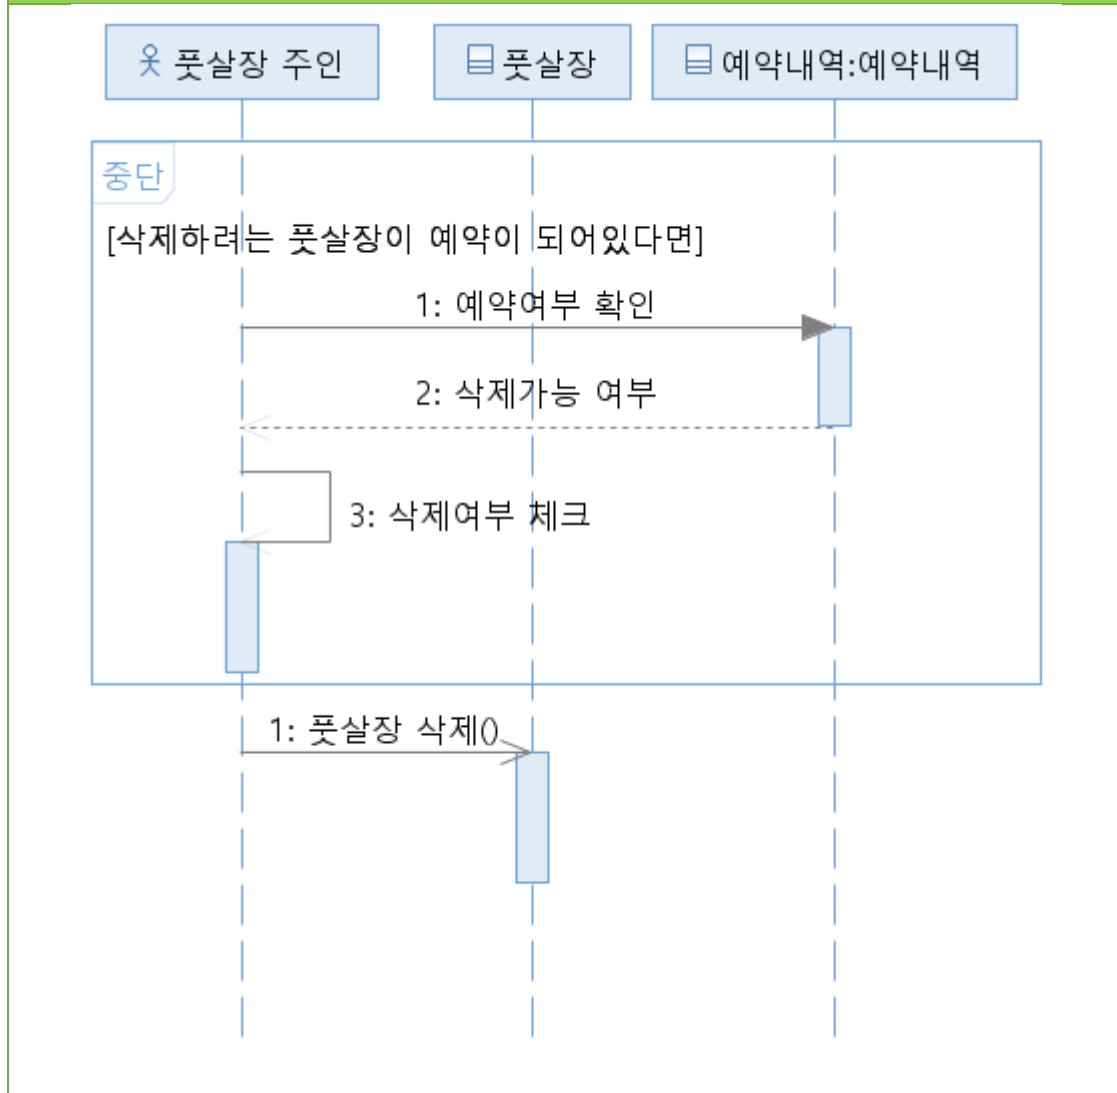 풋살장 주인
풋살장
예약내역:예약내역
중단
[삭제하려는 풋살장이 예약이 되어있다면]
1: 예약여부 확인
2: 삭제가능 여부
3: 삭제여부 체크
1: 풋살장 삭제()